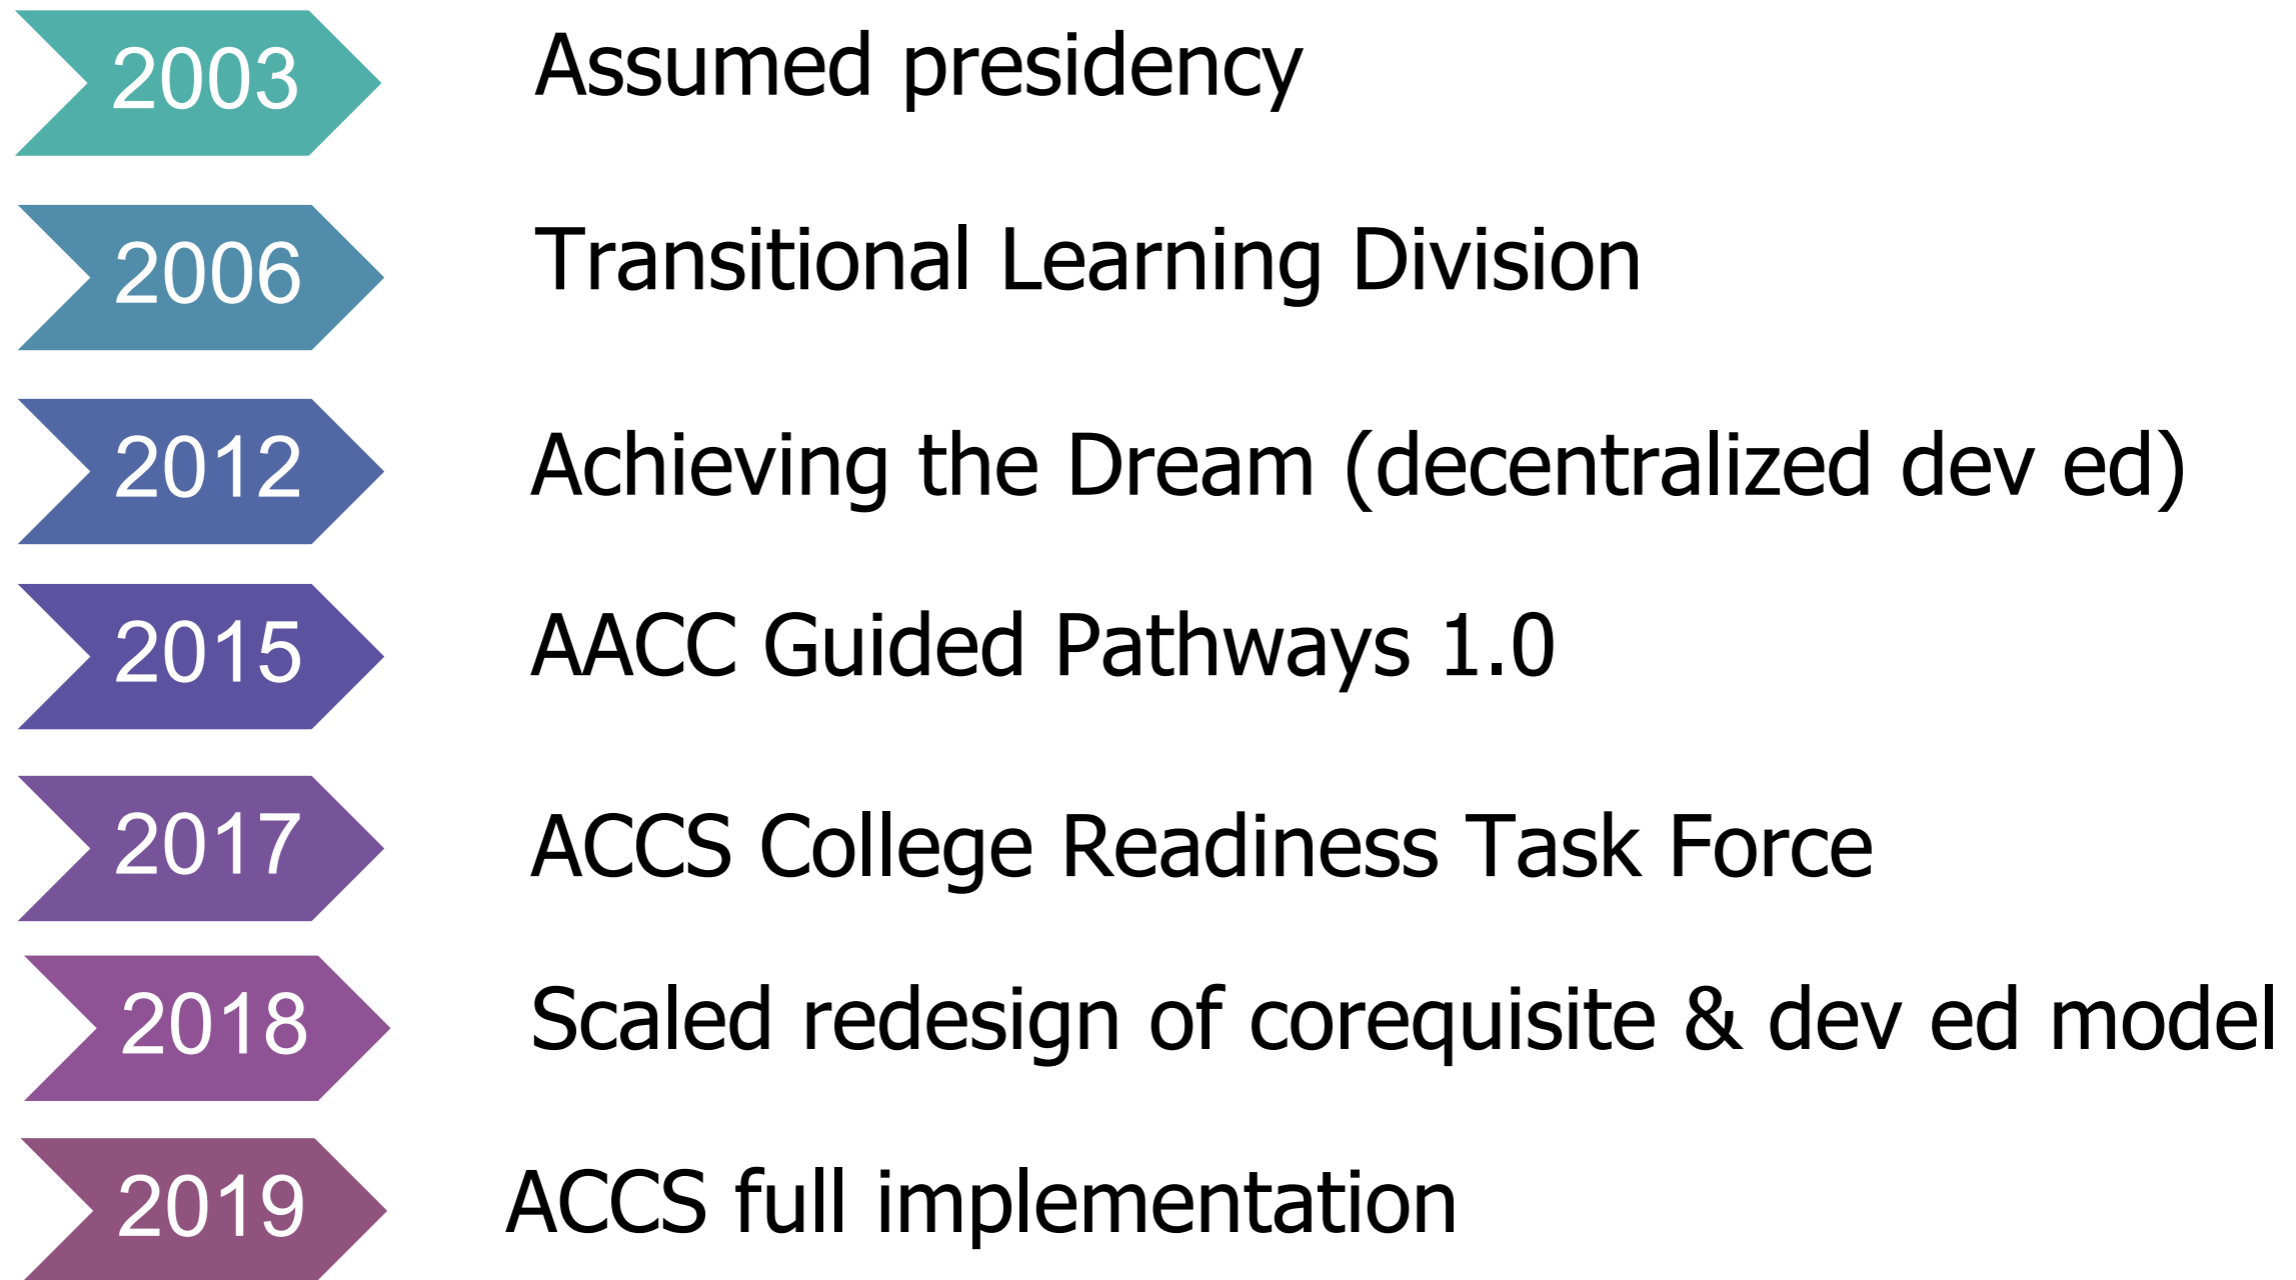 2003 Assumed presidency
2006 Transitional Learning Division
2012 Achieving the Dream (decentralized dev ed)
2015 AACC Guided Pathways 1.0
2017 ACCS College Readiness Task Force
2018 Scaled redesign of corequisite & dev ed model
2019 ACCS full implementation